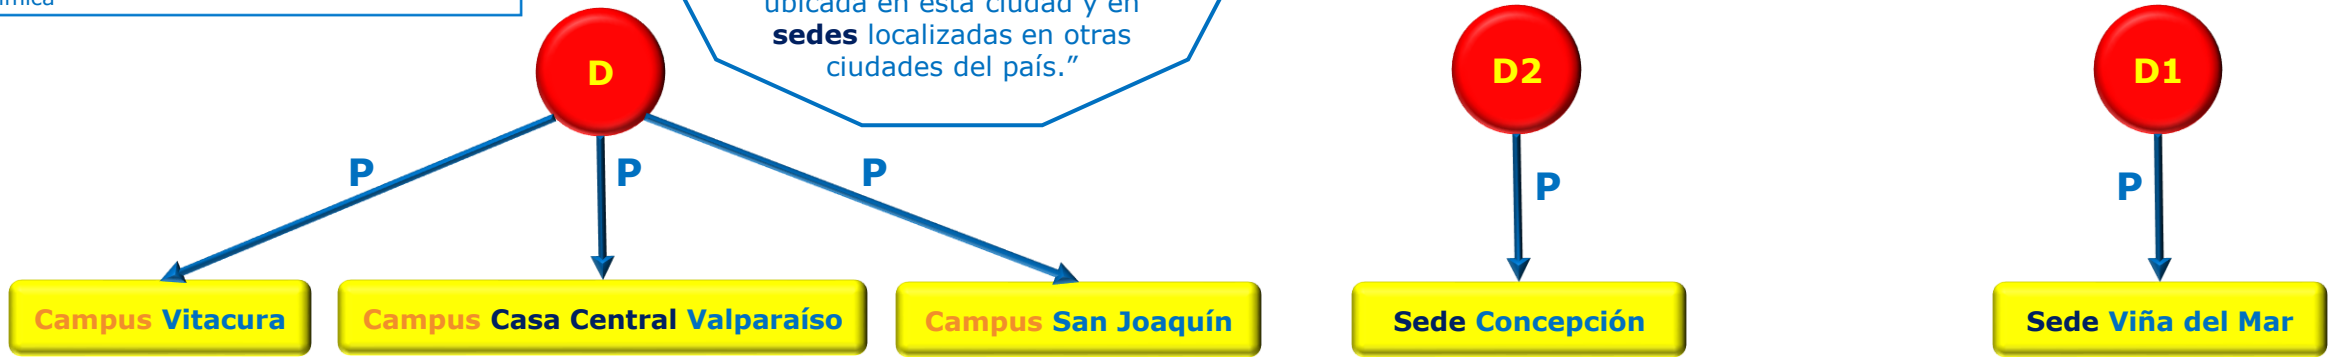 ubicada en esta ciudad y en
sedes localizadas en otras
ciudades del país.”
D
D2
D1
P
P
P
P
P
Campus Vitacura
Campus Casa Central Valparaíso
Campus San Joaquín
Sede Concepción
Sede Viña del Mar